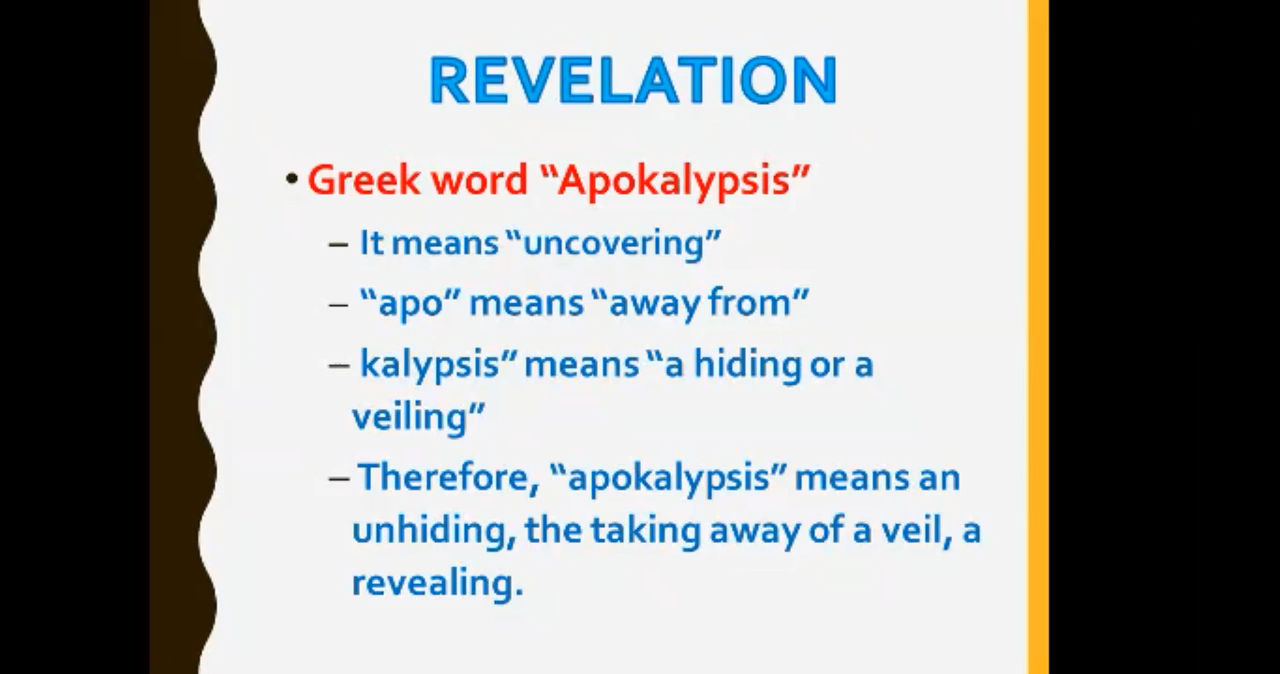 REVELATION
• Greek word “Apokalypsis”
– It means “uncovering”
– “apo” means “away from”
– kalypsis” means “a hiding or a
veiling”
– Therefore, “apokalypsis” means an
unhiding, the taking away of a veil, a
revealing.